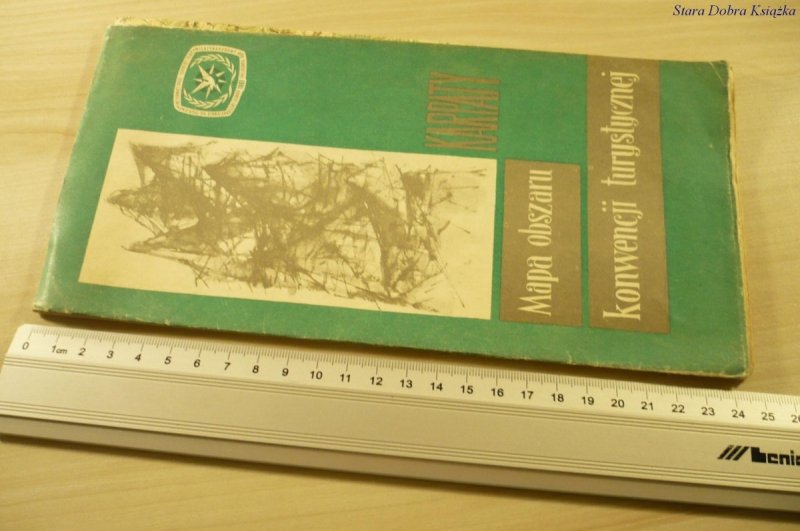 Stara Dobra Książka
KARPATY
Mapa obszaru
konwencji turystycznej
0 1cm 2 3 4 5 6 7 8 9 10 11 12 13 14 15 16 17 18 19 20 21 22 23 24 25 26